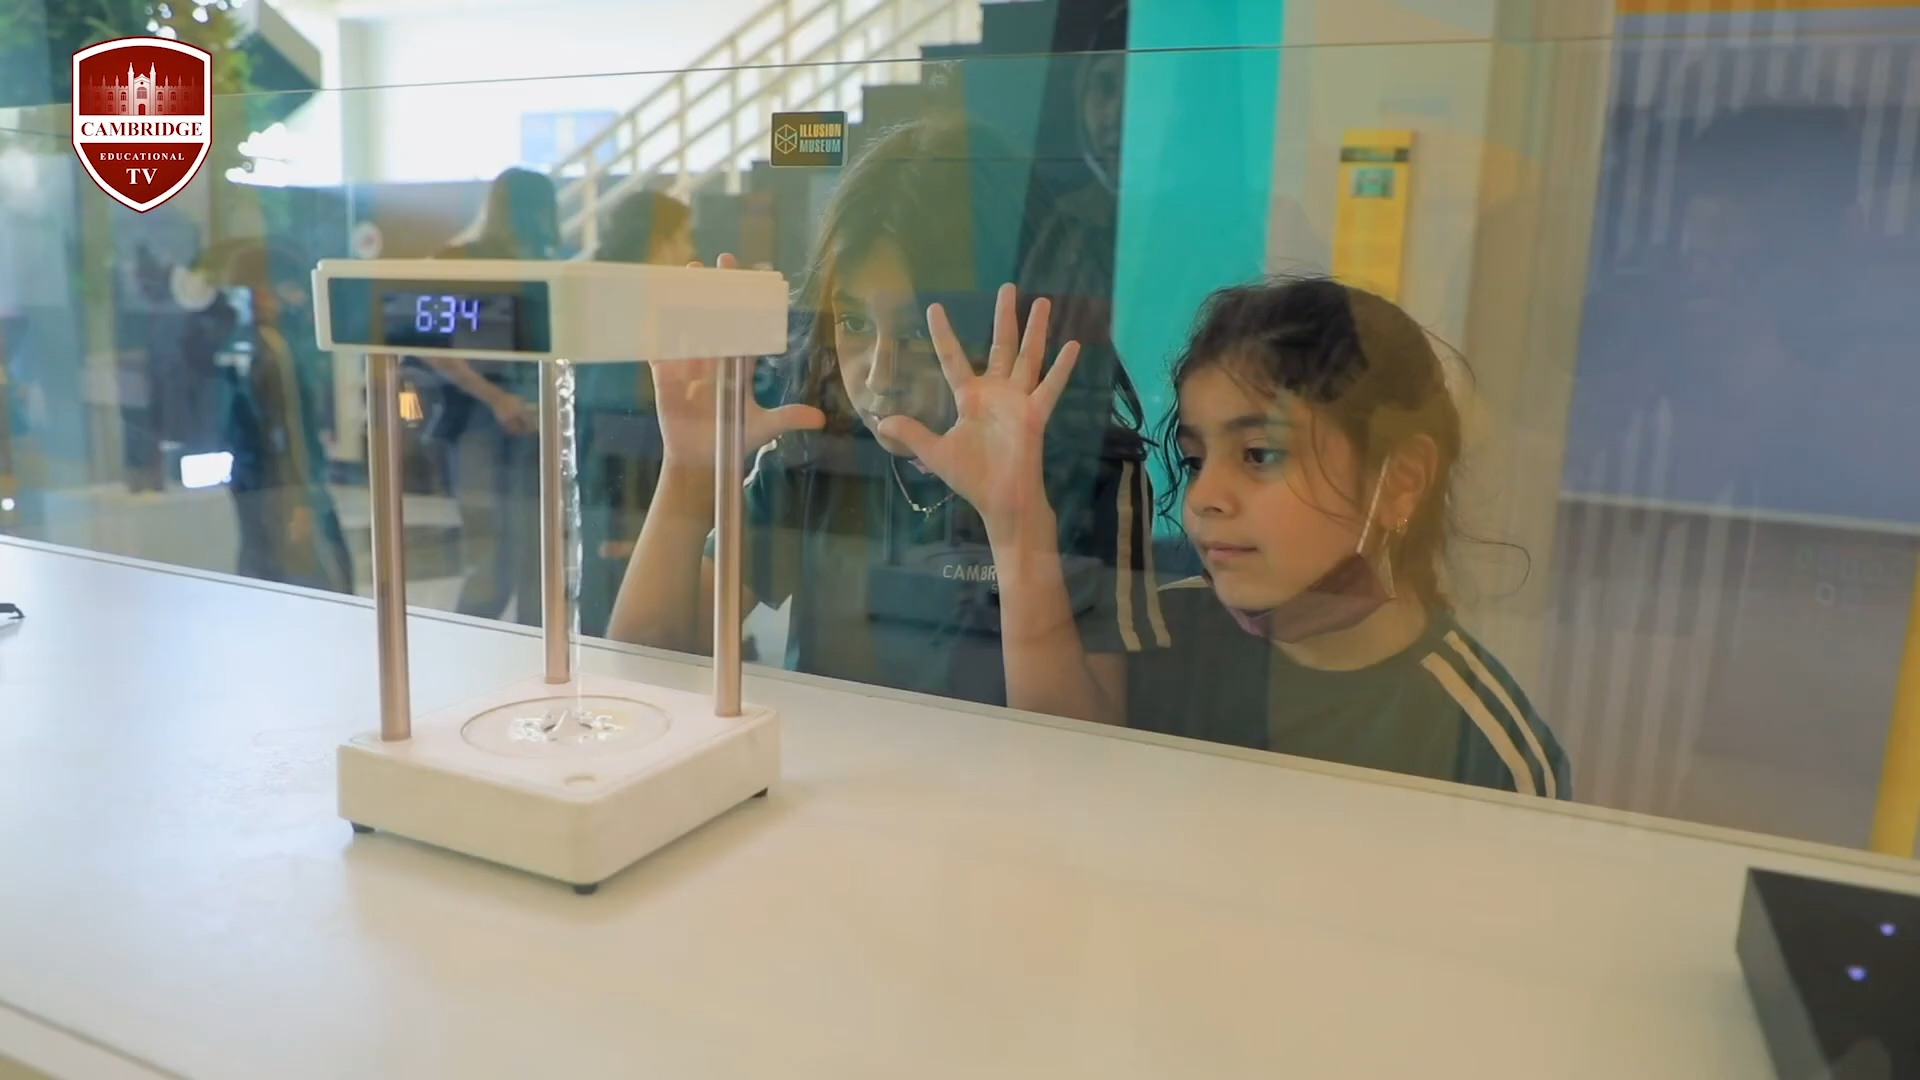 CAMBRIDGE
EDUCATIONAL
TV
ILLUSION
MUSEUM
6:34
CAMBR